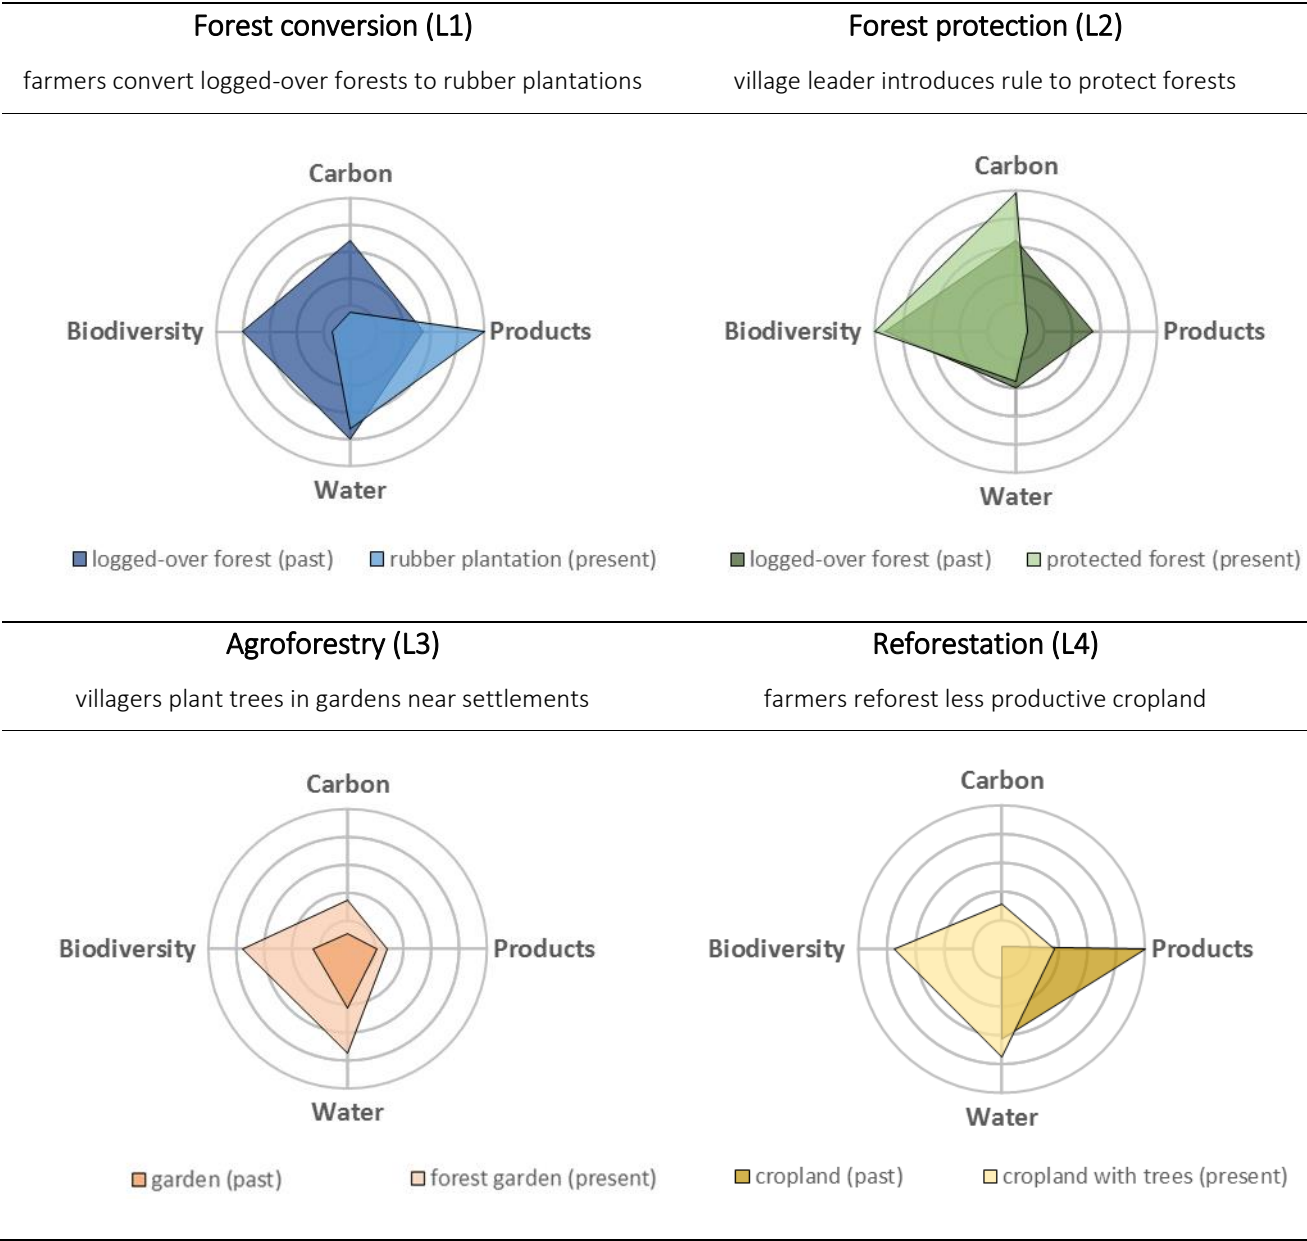 Forest conversion (L1)
farmers convert logged-over forests to rubber plantations
Carbon
Biodiversity
Products
Water
logged-over forest (past)
rubber plantation (present)
Forest protection (L2)
village leader introduces rule to protect forests
Carbon
Biodiversity
Products
Water
logged-over forest (past)
protected forest (present)
Agroforestry (L3)
villagers plant trees in gardens near settlements
Carbon
Biodiversity
Products
Water
garden (past)
forest garden (present)
Reforestation (L4)
farmers reforest less productive cropland
Carbon
Biodiversity
Products
Water
cropland (past)
cropland with trees (present)